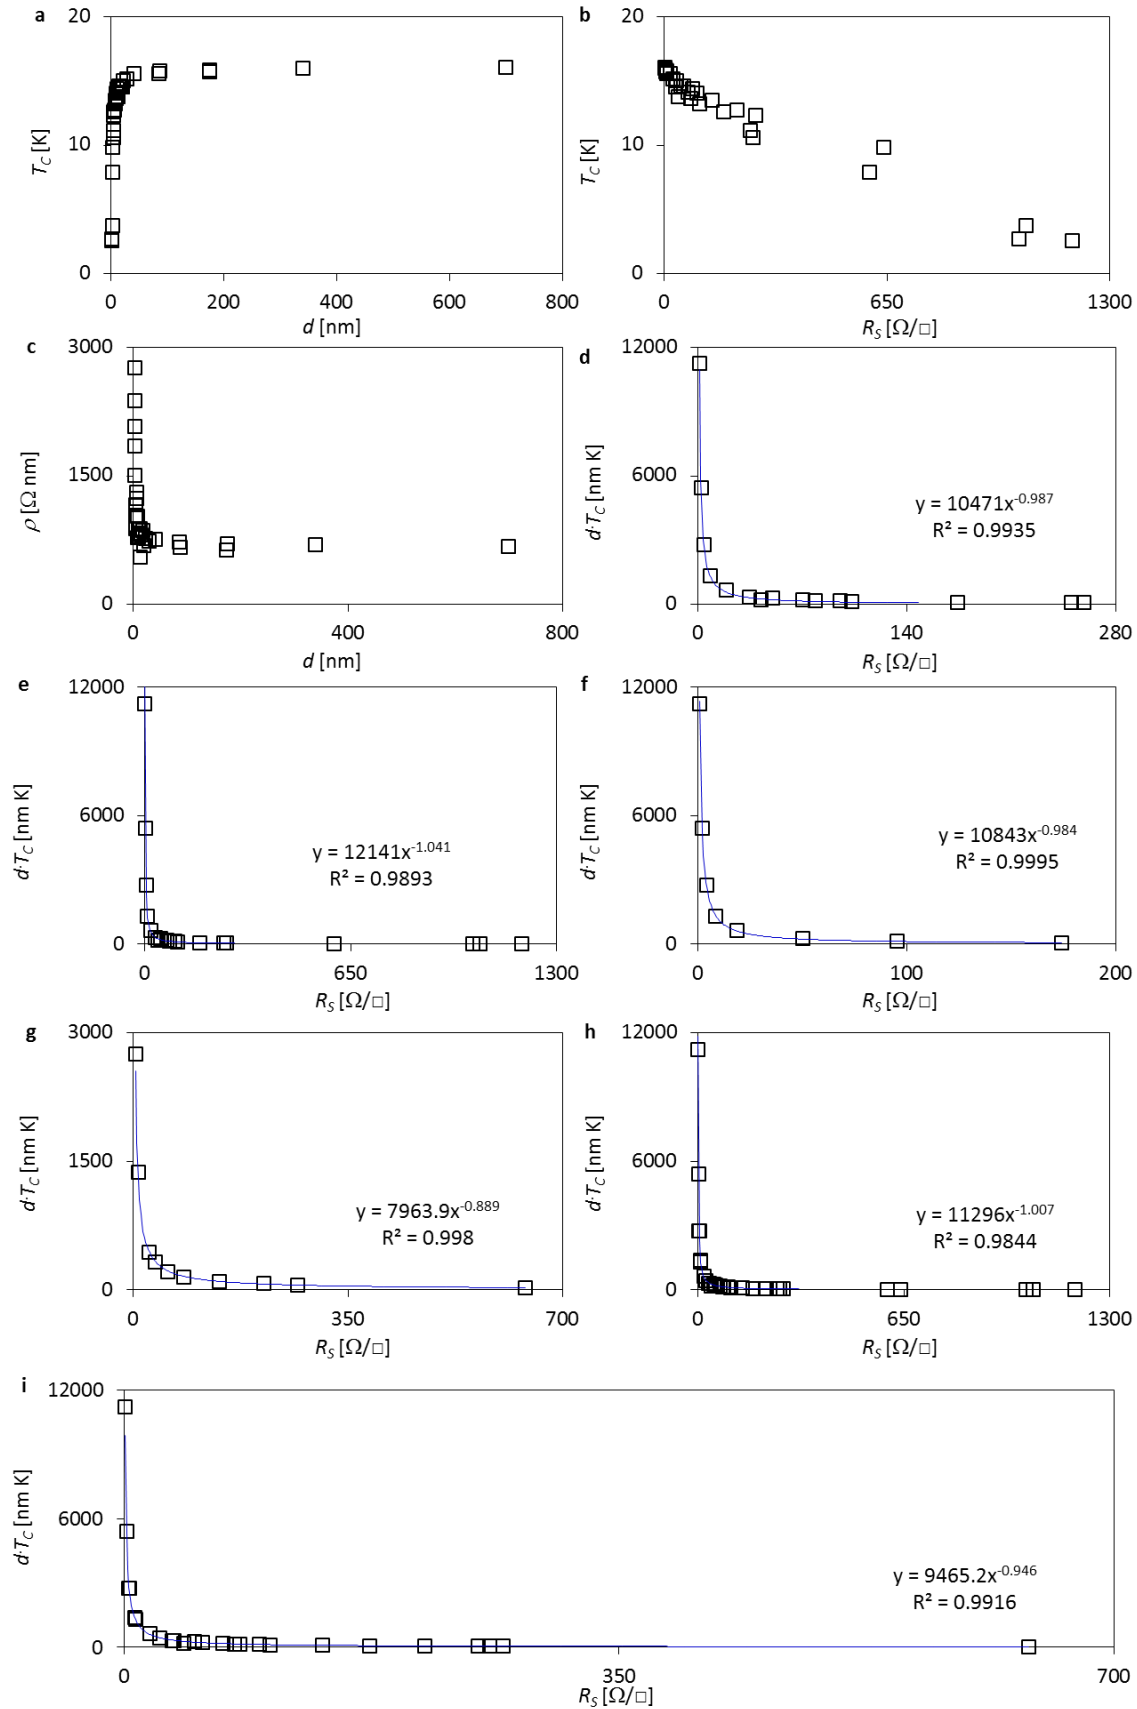 a
20
10
0
T_C [K]
0 200 400 600 800
d [nm]
b
20
10
0
T_C [K]
0 650 1300
R_S [Ω/□]
c
3000
1500
0
ρ [Ω nm]
0 400 800
d [nm]
d
12000
6000
0
d·T_C [nm K]
y = 10471x^-0.987
R² = 0.9935
0 140 280
R_S [Ω/□]
e
12000
6000
0
d·T_C [nm K]
y = 12141x^-1.041
R² = 0.9893
0 650 1300
R_S [Ω/□]
f
12000
6000
0
d·T_C [nm K]
y = 10843x^-0.984
R² = 0.9995
0 100 200
R_S [Ω/□]
g
3000
1500
0
d·T_C [nm K]
y = 7963.9x^-0.889
R² = 0.998
0 350 700
R_S [Ω/□]
h
12000
6000
0
d·T_C [nm K]
y = 11296x^-1.007
R² = 0.9844
0 650 1300
R_S [Ω/□]
i
12000
6000
0
d·T_C [nm K]
y = 9465.2x^-0.946
R² = 0.9916
0 350 700
R_S [Ω/□]